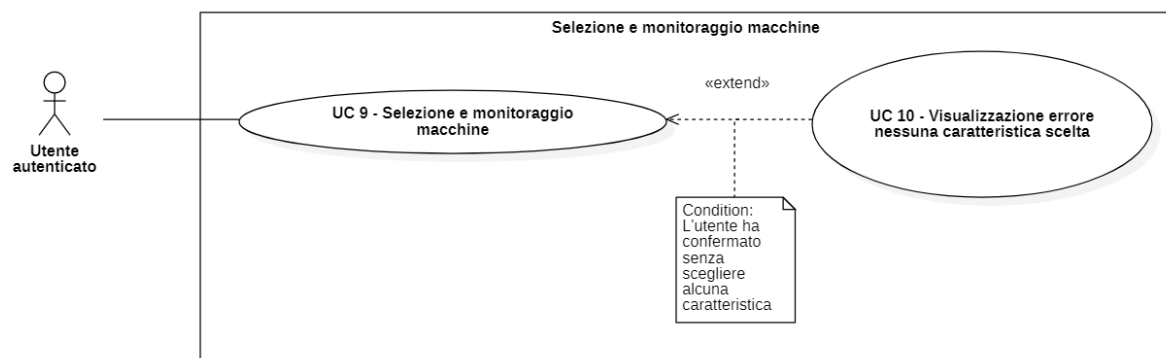 Selezione e monitoraggio macchine
Utente
autenticato
UC 9 - Selezione e monitoraggio
macchine
«extend»
UC 10 - Visualizzazione errore
nessuna caratteristica scelta
Condition:
L'utente ha
confermato
senza
scegliere
alcuna
caratteristica